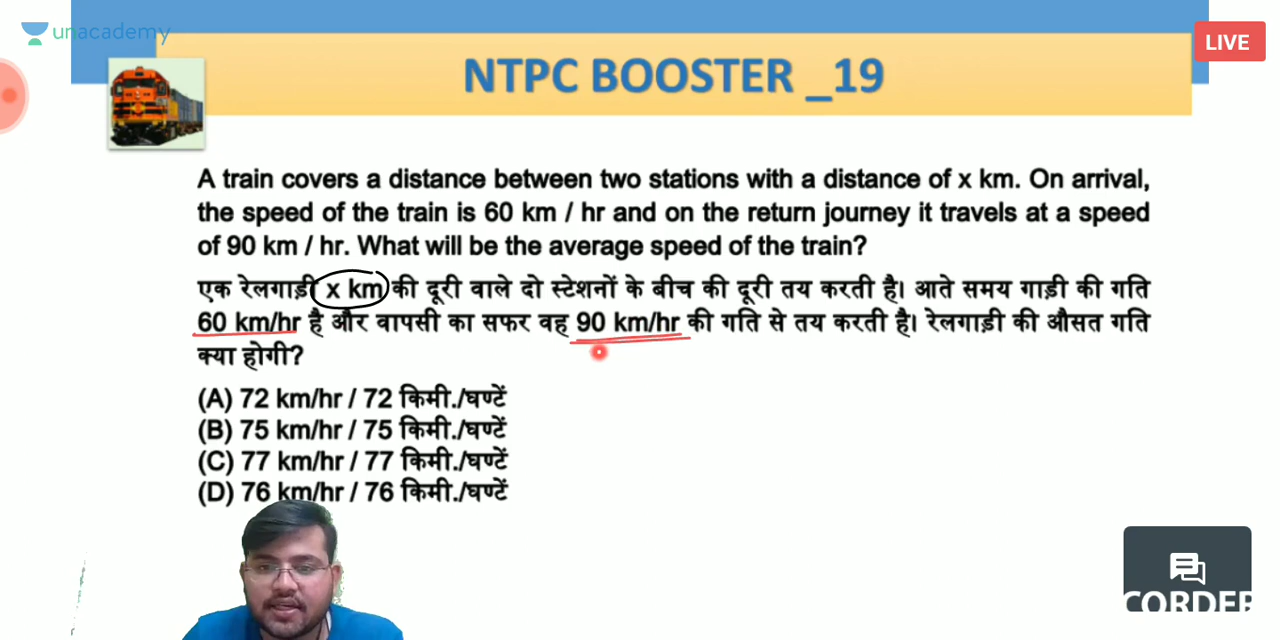 unacademy
LIVE
NTPC BOOSTER _19
A train covers a distance between two stations with a distance of x km. On arrival,
the speed of the train is 60 km / hr and on the return journey it travels at a speed
of 90 km / hr. What will be the average speed of the train?
एक रेलगाड़ी x km की दूरी वाले दो स्टेशनों के बीच की दूरी तय करती है। आते समय गाड़ी की गति
60 km/hr है और वापसी का सफर वह 90 km/hr की गति से तय करती है। रेलगाड़ी की औसत गति
क्या होगी?
(A) 72 km/hr / 72 किमी./घण्टें
(B) 75 km/hr / 75 किमी./घण्टें
(C) 77 km/hr / 77 किमी./घण्टें
(D) 76 km/hr / 76 किमी./घण्टें
CORDER